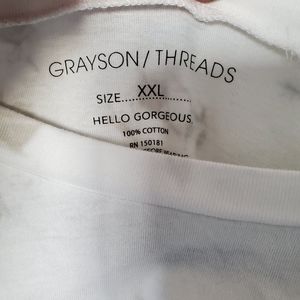 GRAYSON / THREADS
SIZE..........XXL..........
HELLO GORGEOUS
100% COTTON
RN 150181